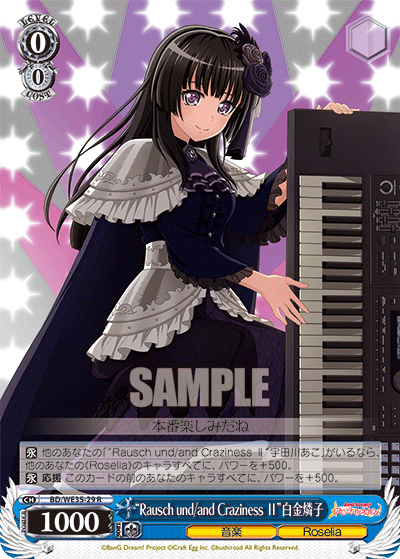 LEVEL
0
0
COST
SAMPLE
本番楽しみだね
永 他のあなたの「“Rausch und/and Craziness Ⅱ”宇田川あこ」がいるなら、
他のあなたの《Roselia》のキャラすべてに、パワーを+500。
永 応援 このカードの前のあなたのキャラすべてに、パワーを+500。
CH BD/WE35-29 R
1000
“Rausch und/and Craziness Ⅱ”白金燐子
音楽 Roselia
©BanG Dream! Project ©Craft Egg Inc. ©bushiroad All Rights Reserved.